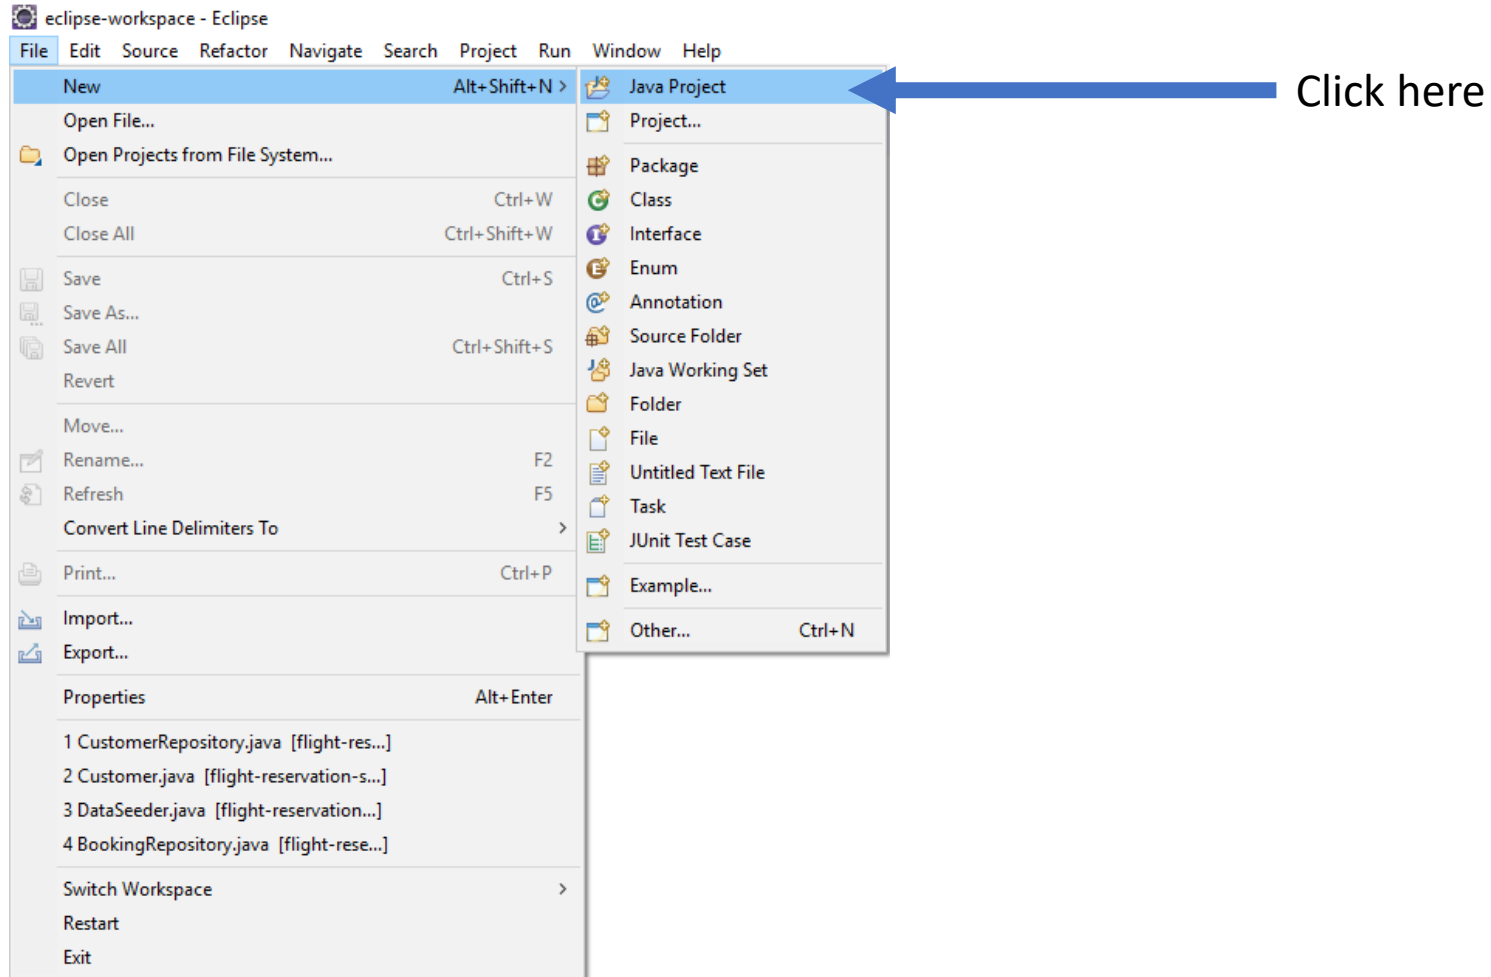 eclipse-workspace - Eclipse
File Edit Source Refactor Navigate Search Project Run Window Help
New Alt+Shift+N >
Open File...
Open Projects from File System...
Close Ctrl+W
Close All Ctrl+Shift+W
Save Ctrl+S
Save As...
Save All Ctrl+Shift+S
Revert
Move...
Rename... F2
Refresh F5
Convert Line Delimiters To >
Print... Ctrl+P
Import...
Export...
Properties Alt+Enter
1 CustomerRepository.java [flight-res...]
2 Customer.java [flight-reservation-s...]
3 DataSeeder.java [flight-reservation...]
4 BookingRepository.java [flight-rese...]
Switch Workspace >
Restart
Exit
Java Project
Project...
Package
Class
Interface
Enum
Annotation
Source Folder
Java Working Set
Folder
File
Untitled Text File
Task
JUnit Test Case
Example...
Other... Ctrl+N
Click here